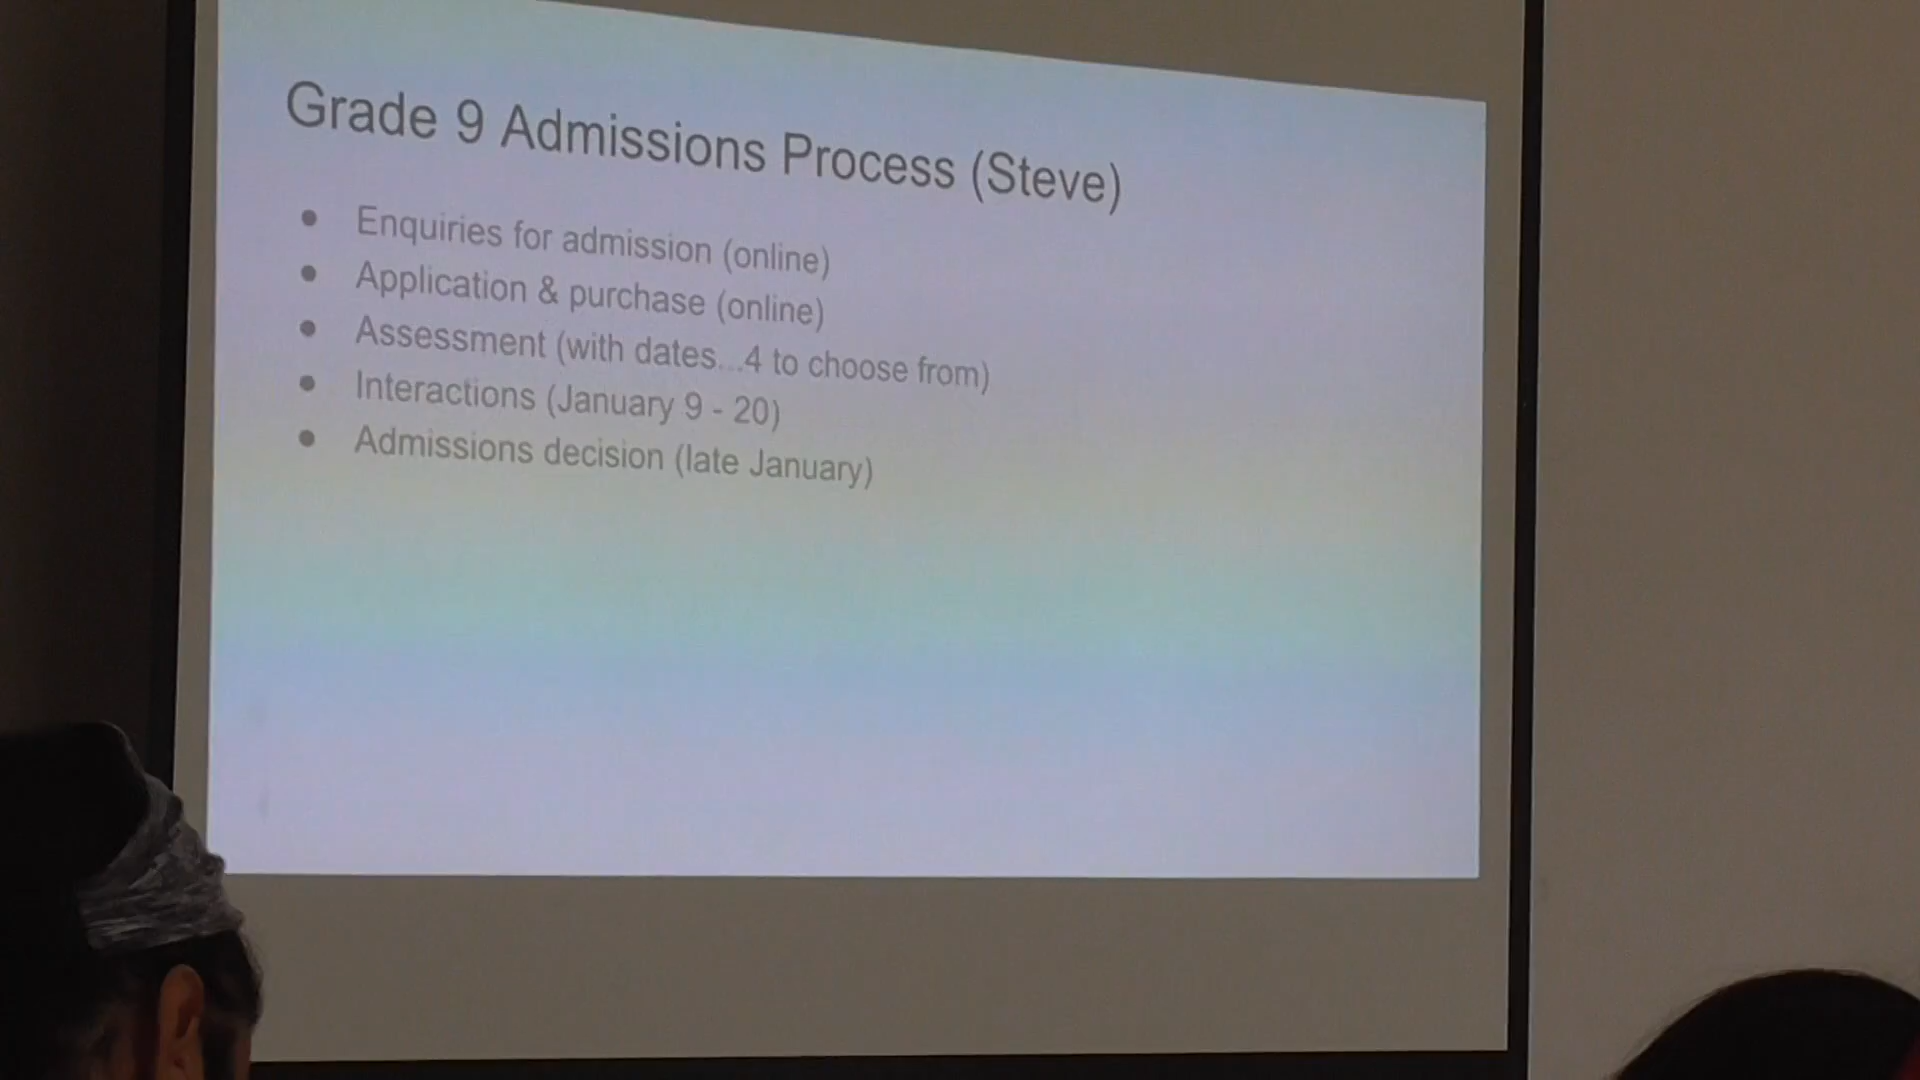 Grade 9 Admissions Process (Steve)
● Enquiries for admission (online)
● Application & purchase (online)
● Assessment (with dates...4 to choose from)
● Interactions (January 9 - 20)
● Admissions decision (late January)